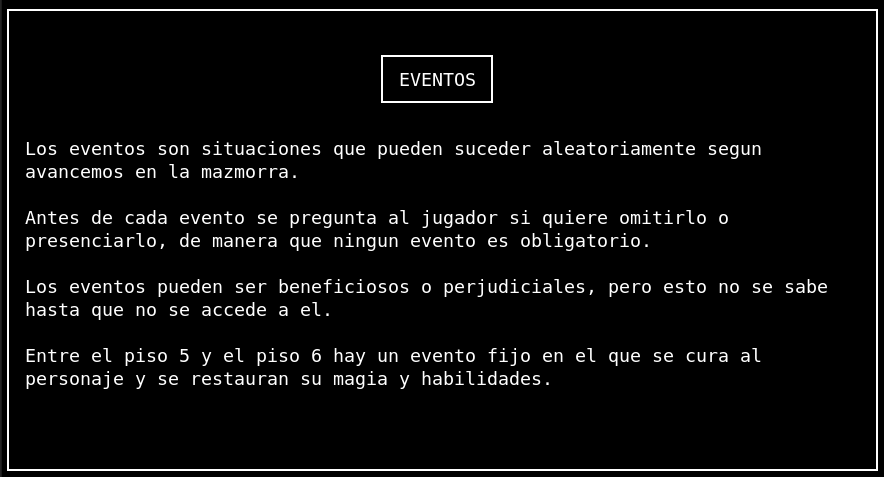 EVENTOS
Los eventos son situaciones que pueden suceder aleatoriamente segun
avancemos en la mazmorra.
Antes de cada evento se pregunta al jugador si quiere omitirlo o
presenciarlo, de manera que ningun evento es obligatorio.
Los eventos pueden ser beneficiosos o perjudiciales, pero esto no se sabe
hasta que no se accede a el.
Entre el piso 5 y el piso 6 hay un evento fijo en el que se cura al
personaje y se restauran su magia y habilidades.